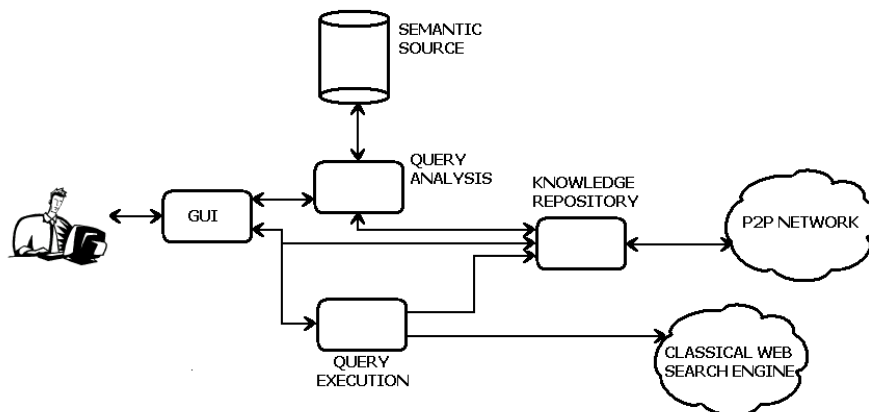 SEMANTIC
SOURCE
QUERY
ANALYSIS
KNOWLEDGE
REPOSITORY
GUI
P2P NETWORK
QUERY
EXECUTION
CLASSICAL WEB
SEARCH ENGINE